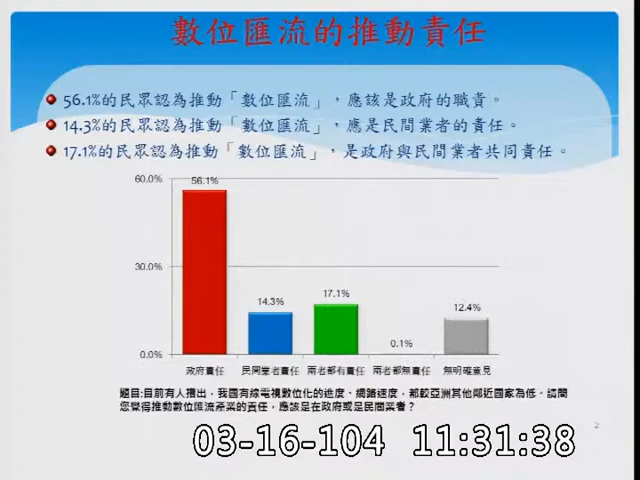 數位匯流的推動責任
56.1%的民眾認為推動「數位匯流」，應該是政府的職責。
14.3%的民眾認為推動「數位匯流」，應是民間業者的責任。
17.1%的民眾認為推動「數位匯流」，是政府與民間業者共同責任。
60.0%
56.1%
30.0%
14.3%
17.1%
0.1%
12.4%
0.0%
政府責任
民間業者責任
兩者都有責任
兩者都無責任
無明確意見
題目:目前有人指出，我國有線電視數位化的進度、網路速度，都較亞洲其他鄰近國家為低。請問
您覺得推動數位匯流產業的責任，應該是在政府或是民間業者？
2
03-16-104 11:31:38